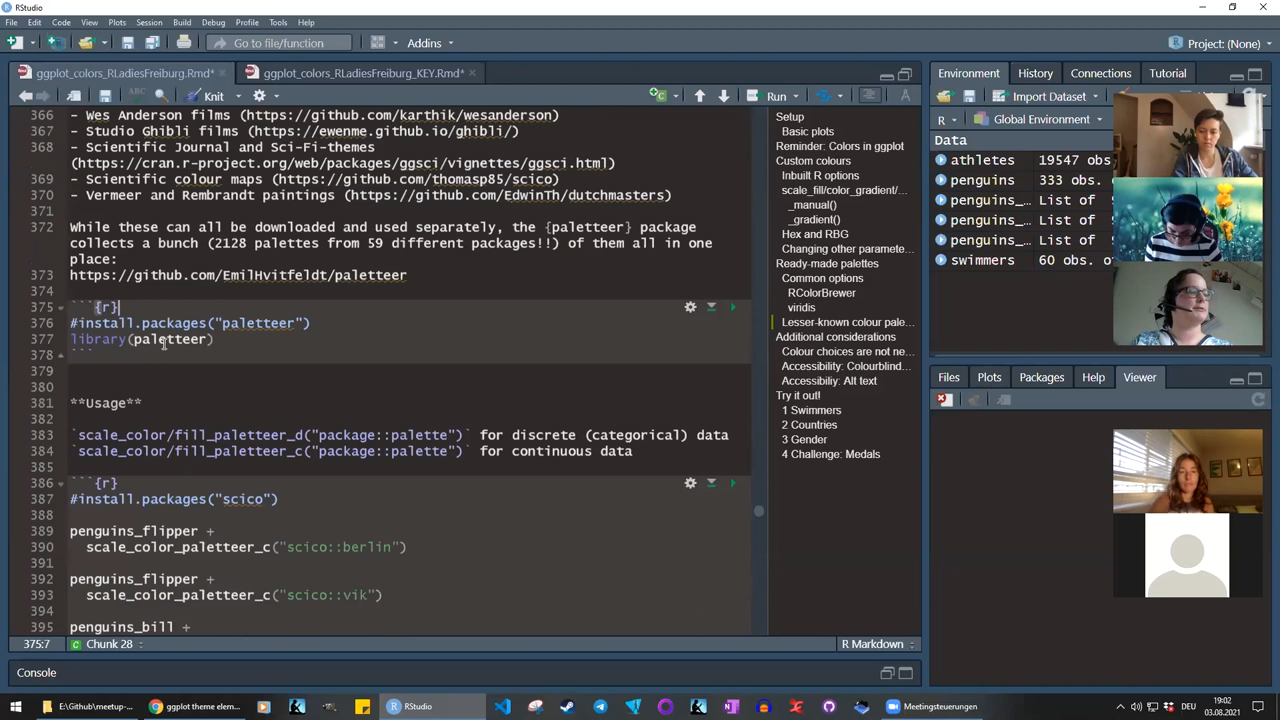 RStudio
File Edit Code View Plots Session Build Debug Profile Tools Help
Go to file/function Addins Project: (None)
ggplot_colors_RLadiesFreiburg.Rmd* ggplot_colors_RLadiesFreiburg_KEY.Rmd*
Knit Run
366 - Wes Anderson films (https://github.com/karthik/wesanderson)
367 - Studio Ghibli films (https://ewenme.github.io/ghibli/)
368 - Scientific Journal and Sci-Fi-themes
(https://cran.r-project.org/web/packages/ggsci/vignettes/ggsci.html)
369 - Scientific colour maps (https://github.com/thomasp85/scico)
370 - Vermeer and Rembrandt paintings (https://github.com/EdwinTh/dutchmasters)
371
372 While these can be downloaded and used separately, the {paletteer} package
collects a bunch (2128 palettes from 59 different packages!!) of them all in one
place:
373 https://github.com/EmilHvitfeldt/paletteer
374
375 ```{r}
376 #install.packages("paletteer")
377 library(paletteer)
378 ```
379
380
381 **Usage**
382
383 `scale_color/fill_paletteer_d("package::palette")` for discrete (categorical) data
384 `scale_color/fill_paletteer_c("package::palette")` for continuous data
385
386 ```{r}
387 #install.packages("scico")
388
389 penguins_flipper +
390 scale_color_paletteer_c("scico::berlin")
391
392 penguins_flipper +
393 scale_color_paletteer_c("scico::vik")
394
395 penguins_bill +
375:7 Chunk 28 R Markdown
Console
Setup
Basic plots
Reminder: Colors in ggplot
Custom colours
Inbuilt R options
scale_fill/color_gradient/...
_manual()
_gradient()
Hex and RBG
Changing other paramete...
Ready-made palettes
Common options
RColorBrewer
viridis
Lesser-known colour pale...
Additional considerations
Colour choices are not ne...
Accessibility: Colourblind...
Accessibiliy: Alt text
Try it out!
1 Swimmers
2 Countries
3 Gender
4 Challenge: Medals
Environment History Connections Tutorial
Import Dataset
R Global Environment
Data
athletes 19547 obs.
penguins 333 obs.
penguins_... List of
penguins_... List of
penguins_... List of
swimmers 60 obs.
Files Plots Packages Help Viewer
E:\Github\meetup-... ggplot theme elem... RStudio Meetingsteuerungen DEU 19:02
03.08.2021